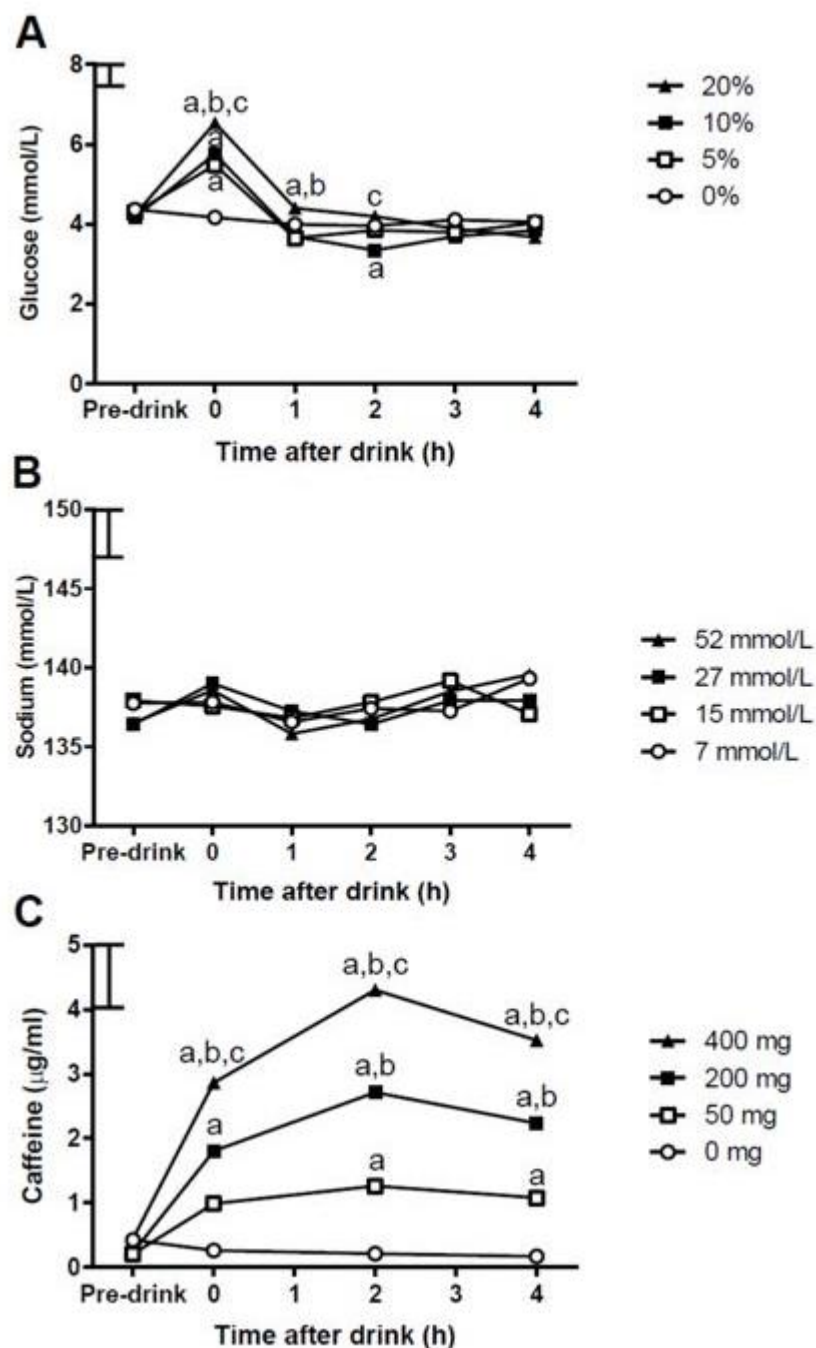 A
8
6
4
2
0
Glucose (mmol/L)
a,b,c
a
a
a,b
c
a
Pre-drink 0 1 2 3 4
Time after drink (h)
20%
10%
5%
0%
B
150
145
140
135
130
Sodium (mmol/L)
Pre-drink 0 1 2 3 4
Time after drink (h)
52 mmol/L
27 mmol/L
15 mmol/L
7 mmol/L
C
5
4
3
2
1
0
Caffeine (μg/ml)
a,b,c
a,b,c
a,b,c
a
a,b
a,b
a
a
Pre-drink 0 1 2 3 4
Time after drink (h)
400 mg
200 mg
50 mg
0 mg